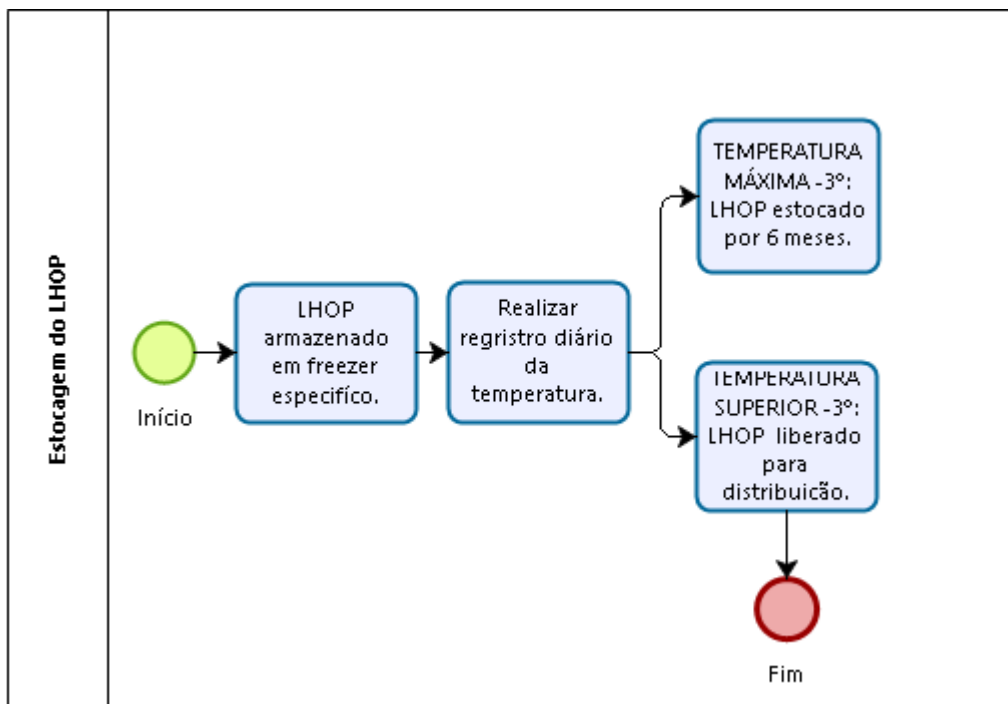 Estocagem do LHOP
Início
LHOP
armazenado
em freezer
especifíco.
Realizar
regristro diário
da
temperatura.
TEMPERATURA
MÁXIMA -3º:
LHOP estocado
por 6 meses.
TEMPERATURA
SUPERIOR -3º:
LHOP liberado
para
distribuicão.
Fim